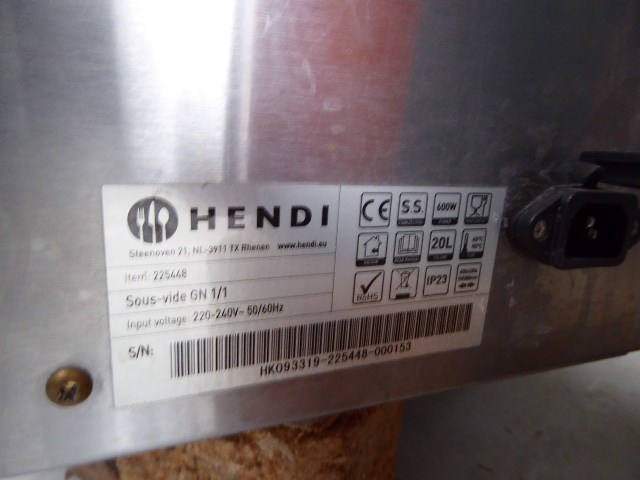 HENDI
Steenoven 21, NL-3911 TX Rhenen www.hendi.eu
item: 225448
Sous-vide GN 1/1
Input voltage: 220-240V~ 50/60Hz
S/N:
HK093319-225448-000153
CE S.S. 600W
20L
RoHS IP23